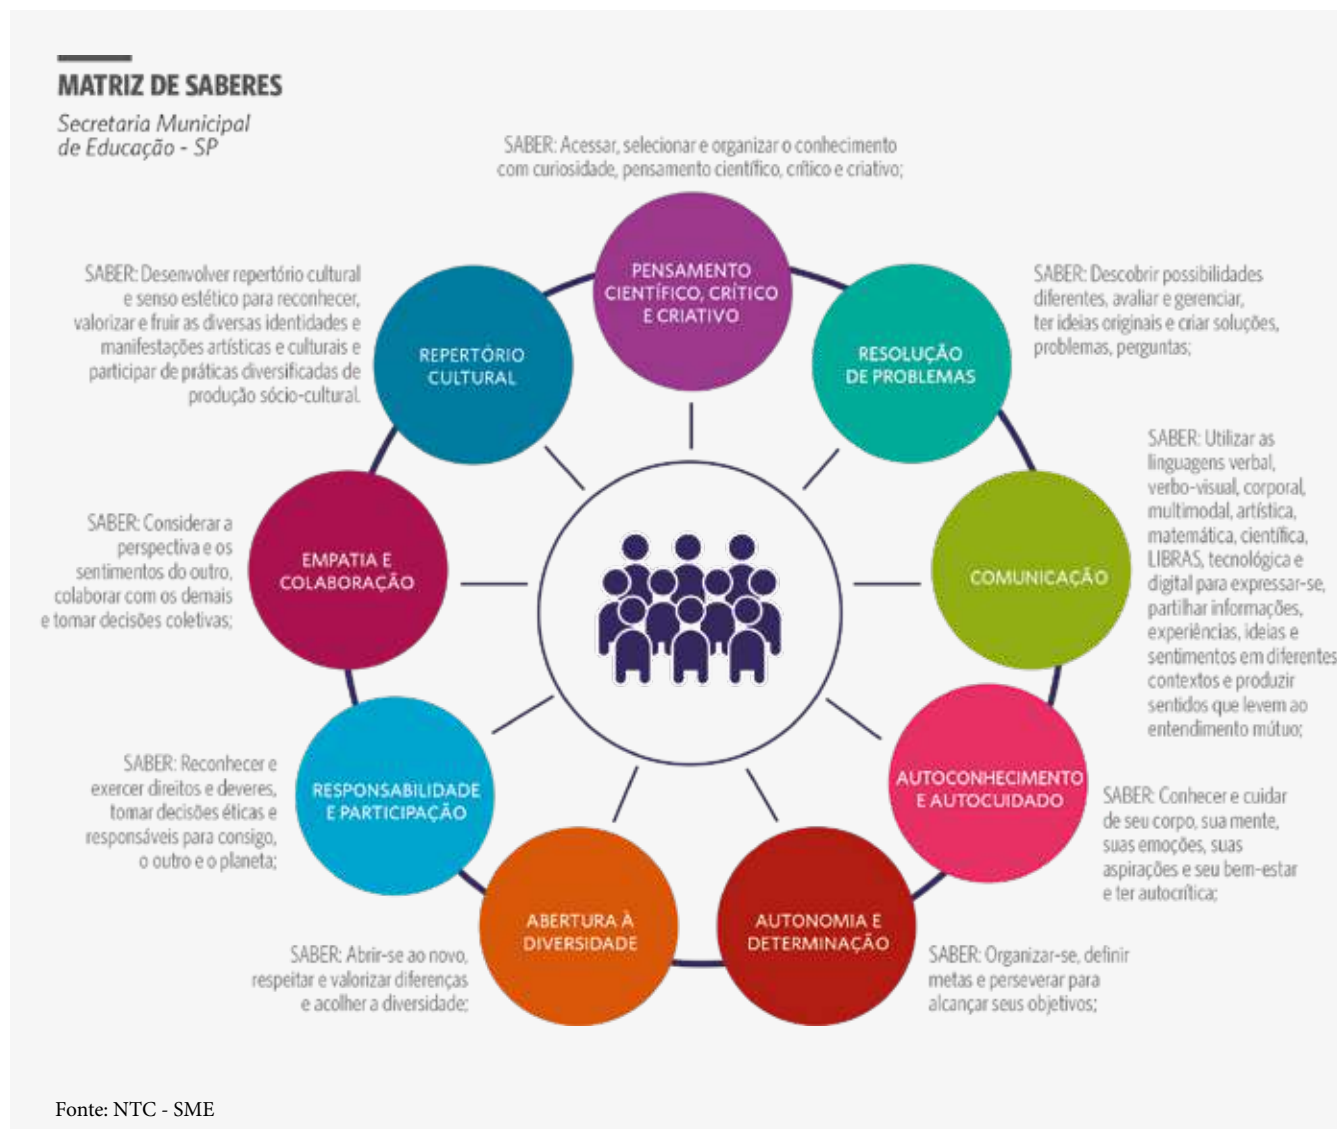 MATRIZ DE SABERES
Secretaria Municipal
de Educação - SP
SABER: Acessar, selecionar e organizar o conhecimento
com curiosidade, pensamento científico, crítico e criativo;
PENSAMENTO
CIENTÍFICO, CRÍTICO
E CRIATIVO
SABER: Descobrir possibilidades
diferentes, avaliar e gerenciar,
ter ideias originais e criar soluções,
problemas, perguntas;
RESOLUÇÃO
DE PROBLEMAS
SABER: Utilizar as
linguagens verbal,
verbo-visual, corporal,
multimodal, artística,
matemática, científica,
LIBRAS, tecnológica e
digital para expressar-se,
partilhar informações,
experiências, ideias e
sentimentos em diferentes
contextos e produzir
sentidos que levem ao
entendimento mútuo;
COMUNICAÇÃO
AUTOCONHECIMENTO
E AUTOCUIDADO
SABER: Conhecer e cuidar
de seu corpo, sua mente,
suas emoções, suas
aspirações e seu bem-estar
e ter autocrítica;
AUTONOMIA E
DETERMINAÇÃO
SABER: Organizar-se, definir
metas e perseverar para
alcançar seus objetivos;
ABERTURA À
DIVERSIDADE
SABER: Abrir-se ao novo,
respeitar e valorizar diferenças
e acolher a diversidade;
RESPONSABILIDADE
E PARTICIPAÇÃO
SABER: Reconhecer e
exercer direitos e deveres,
tomar decisões éticas e
responsáveis para consigo,
o outro e o planeta;
EMPATIA E
COLABORAÇÃO
SABER: Considerar a
perspectiva e os
sentimentos do outro,
colaborar com os demais
e tomar decisões coletivas;
REPERTÓRIO
CULTURAL
SABER: Desenvolver repertório cultural
e senso estético para reconhecer,
valorizar e fruir as diversas identidades e
manifestações artísticas e culturais e
participar de práticas diversificadas de
produção sócio-cultural.
Fonte: NTC - SME